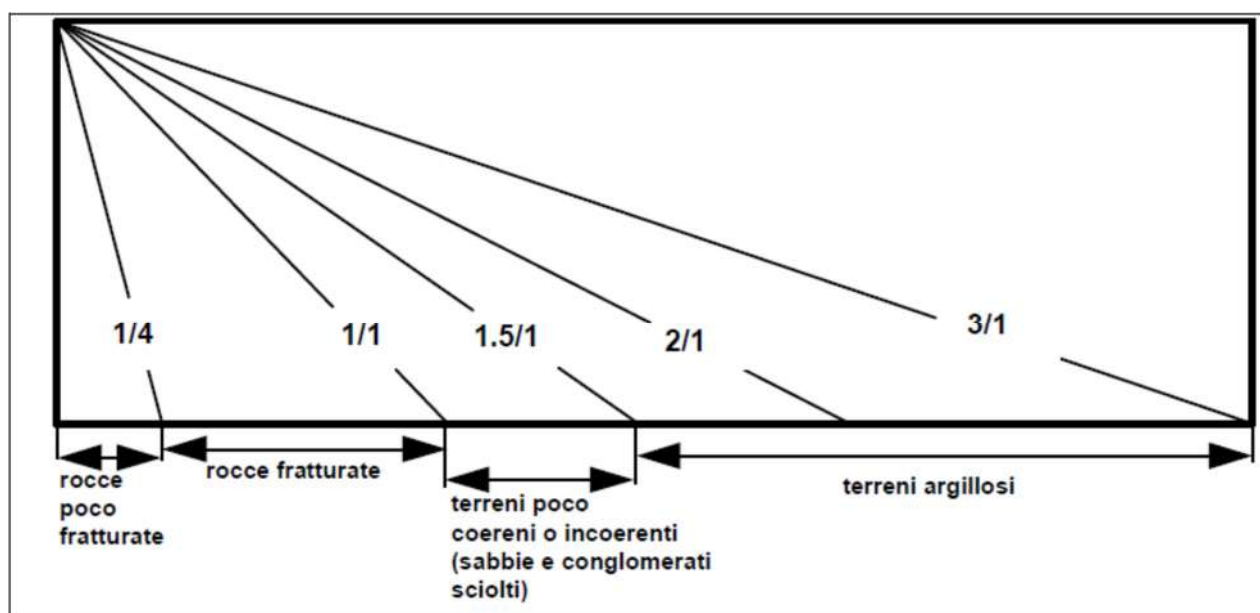 1/4
1/1
1.5/1
2/1
3/1
rocce
poco
fratturate
rocce fratturate
terreni poco
coereni o incoerenti
(sabbie e conglomerati
sciolti)
terreni argillosi